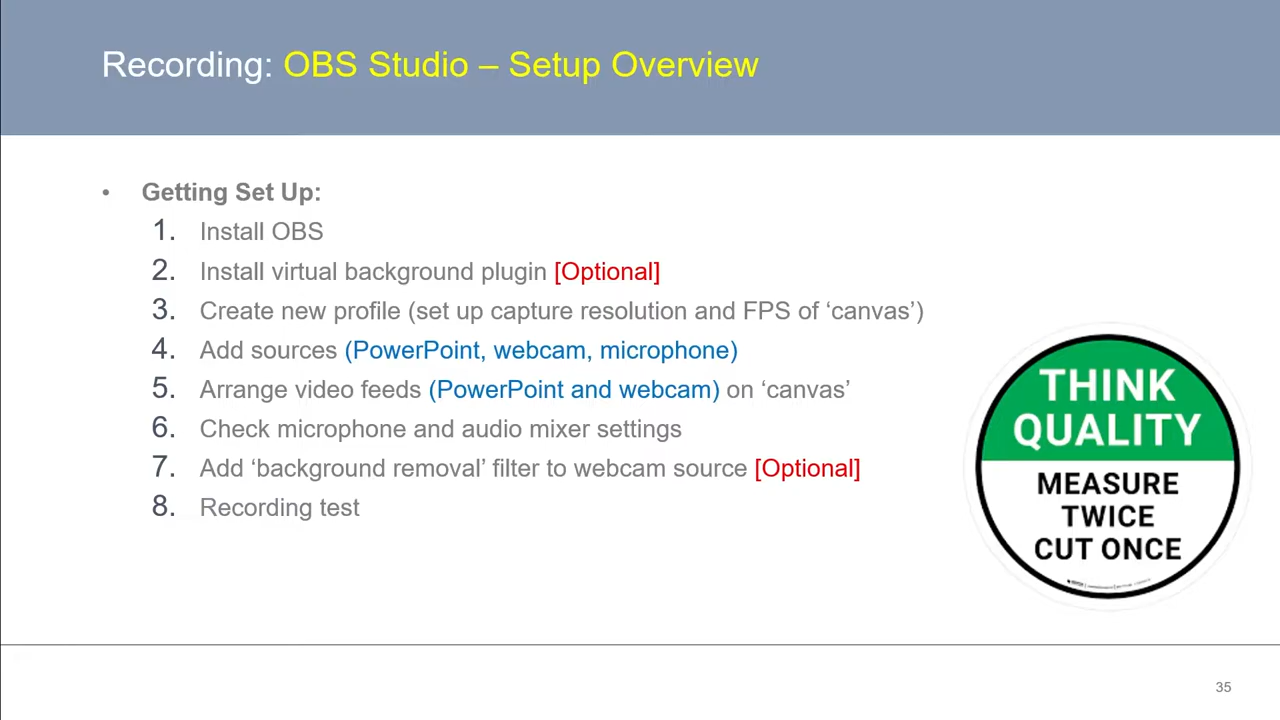 Recording: OBS Studio – Setup Overview
• Getting Set Up:
1. Install OBS
2. Install virtual background plugin [Optional]
3. Create new profile (set up capture resolution and FPS of ‘canvas’)
4. Add sources (PowerPoint, webcam, microphone)
5. Arrange video feeds (PowerPoint and webcam) on ‘canvas’
6. Check microphone and audio mixer settings
7. Add ‘background removal’ filter to webcam source [Optional]
8. Recording test
THINK
QUALITY
MEASURE
TWICE
CUT ONCE
35